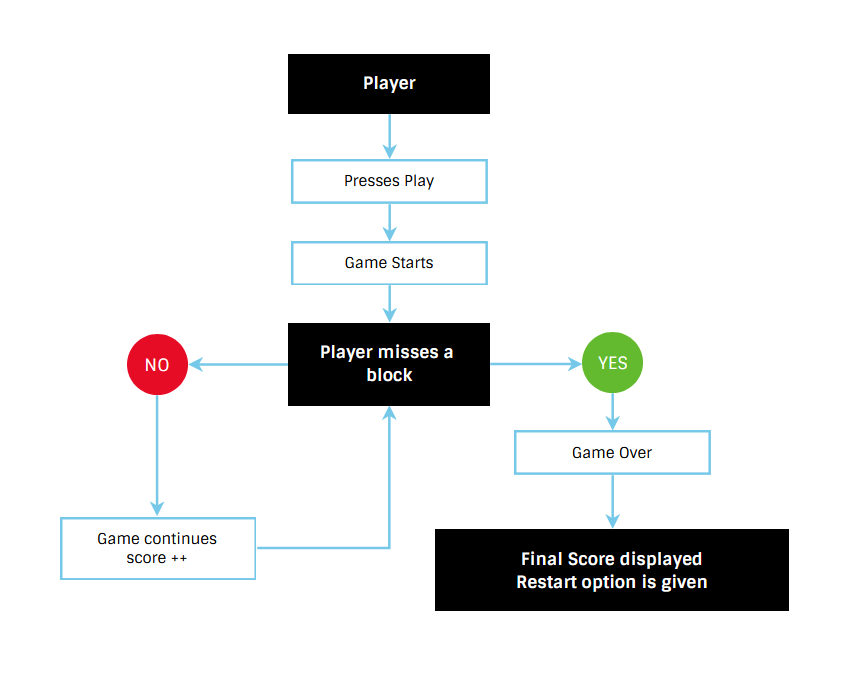 Player
Presses Play
Game Starts
Player misses a
block
NO
YES
Game Over
Game continues
score ++
Final Score displayed
Restart option is given